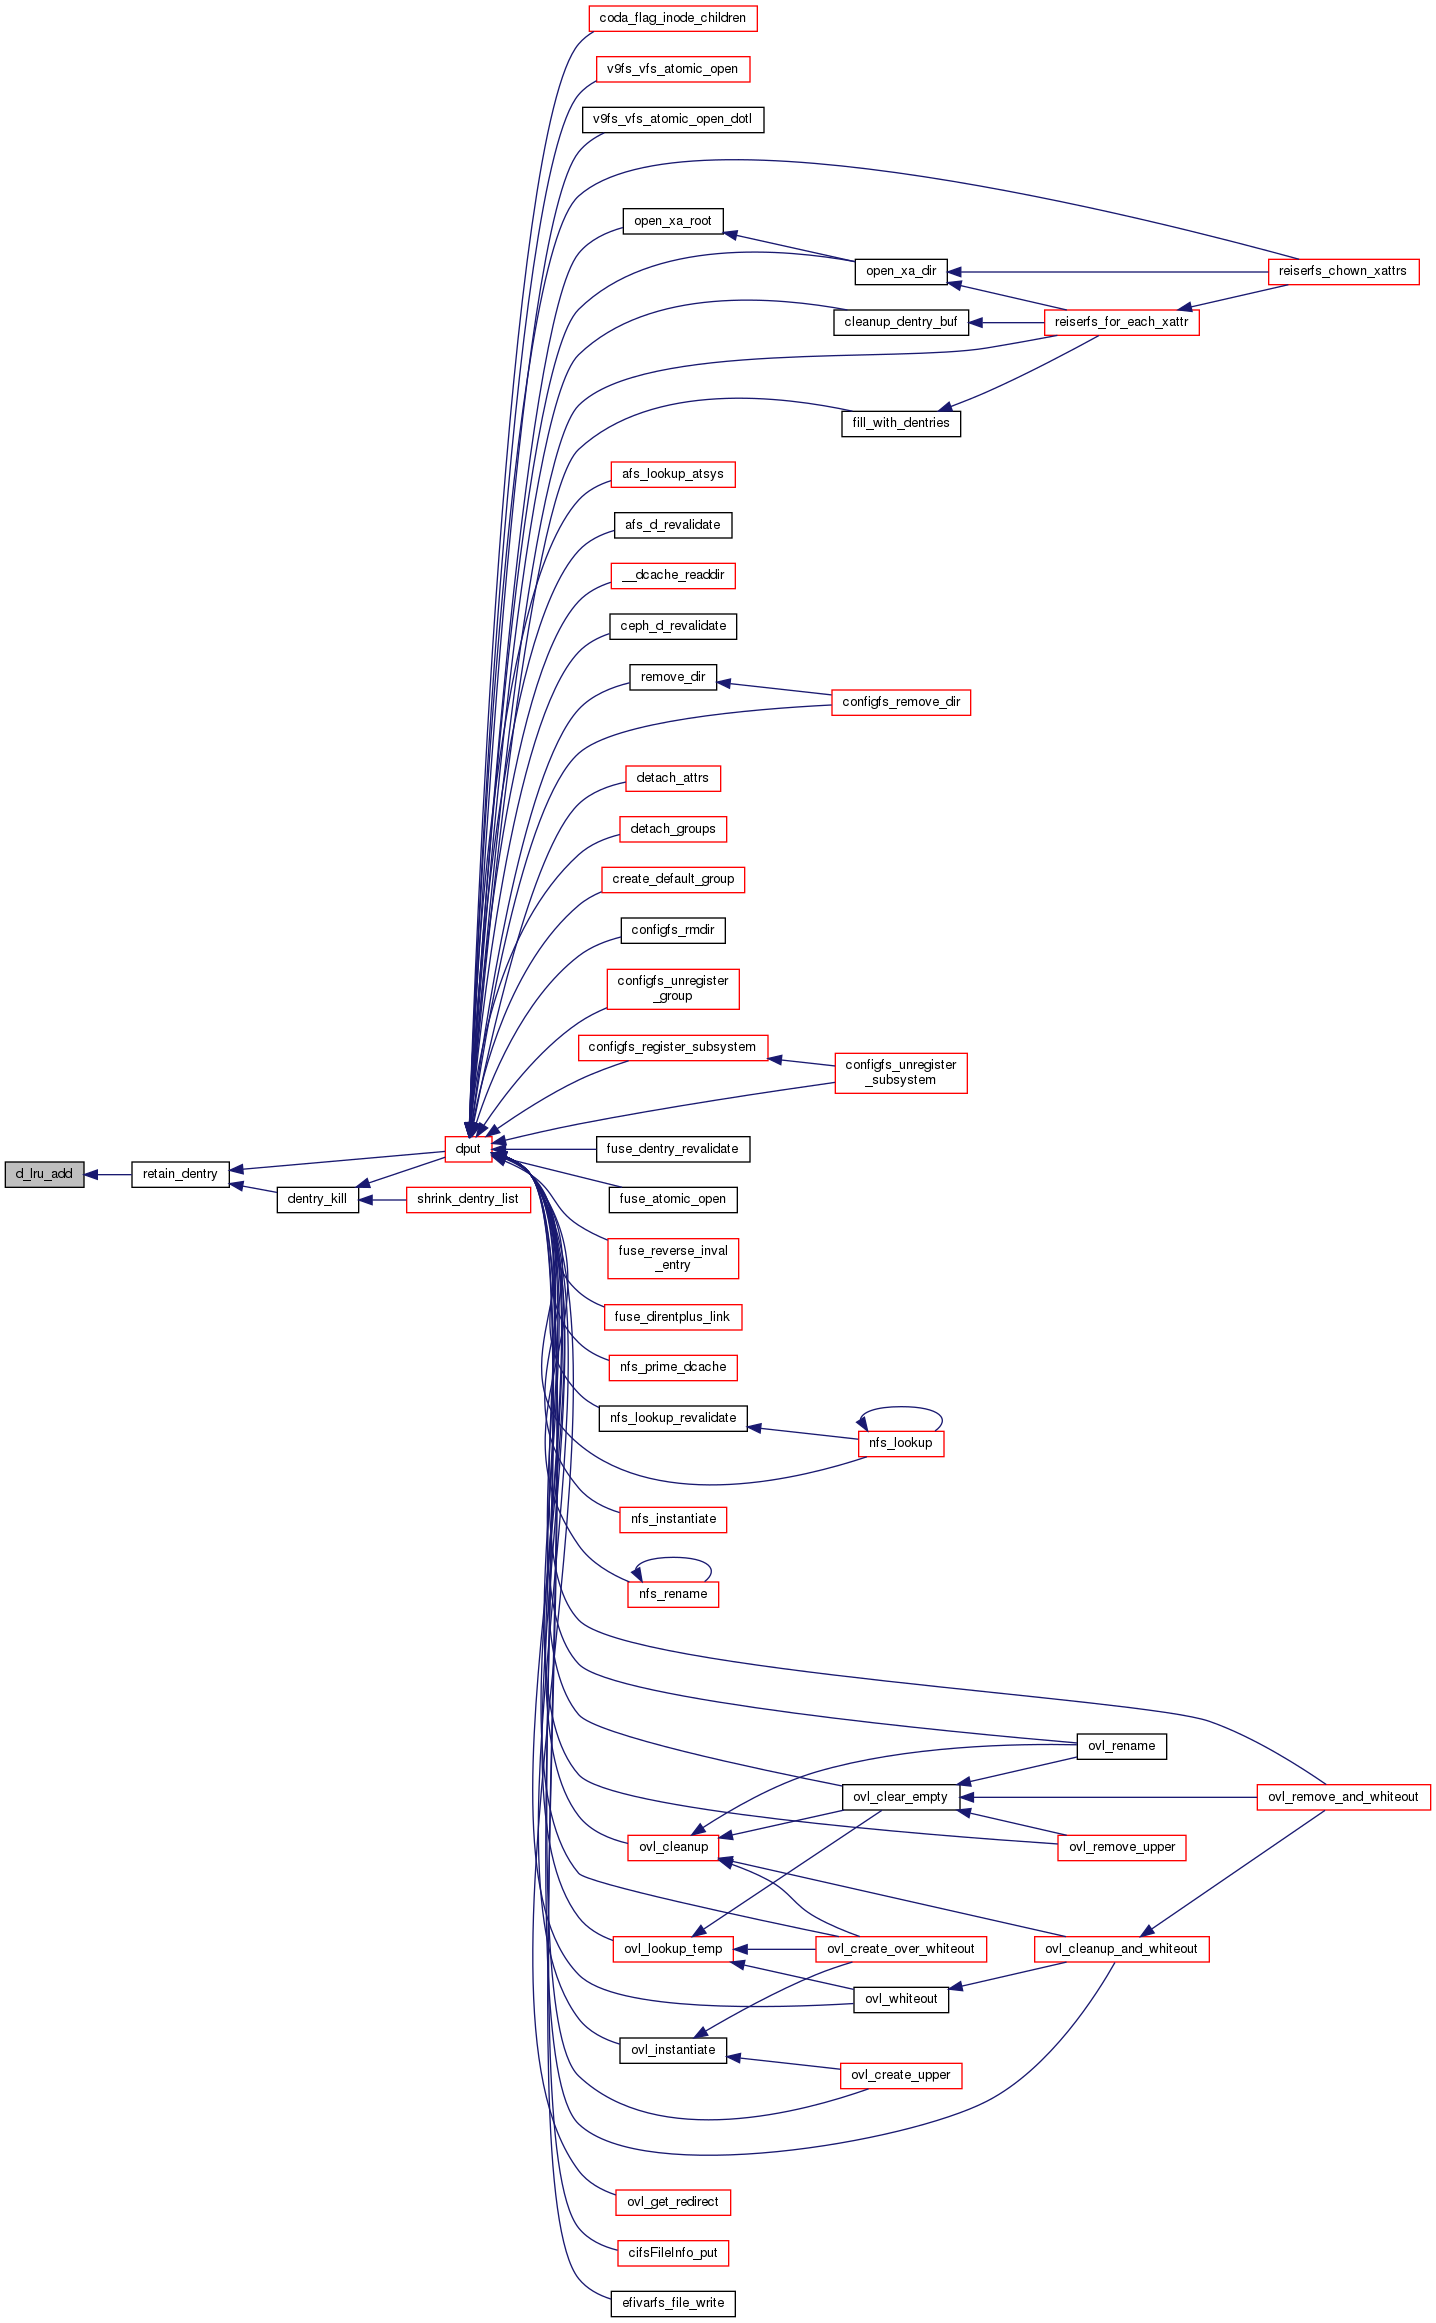 coda_flag_inode_children
v9fs_vfs_atomic_open
v9fs_vfs_atomic_open_dotl
open_xa_root
open_xa_dir
reiserfs_chown_xattrs
cleanup_dentry_buf
reiserfs_for_each_xattr
fill_with_dentries
afs_lookup_atsys
afs_d_revalidate
__dcache_readdir
ceph_d_revalidate
remove_dir
configfs_remove_dir
detach_attrs
detach_groups
create_default_group
configfs_rmdir
configfs_unregister
_group
configfs_register_subsystem
configfs_unregister
_subsystem
dput
fuse_dentry_revalidate
d_lru_add
retain_dentry
dentry_kill
shrink_dentry_list
fuse_atomic_open
fuse_reverse_inval
_entry
fuse_direntplus_link
nfs_prime_dcache
nfs_lookup_revalidate
nfs_lookup
nfs_instantiate
nfs_rename
ovl_rename
ovl_clear_empty
ovl_remove_and_whiteout
ovl_cleanup
ovl_remove_upper
ovl_lookup_temp
ovl_create_over_whiteout
ovl_cleanup_and_whiteout
ovl_whiteout
ovl_instantiate
ovl_create_upper
ovl_get_redirect
cifsFileInfo_put
efivarfs_file_write